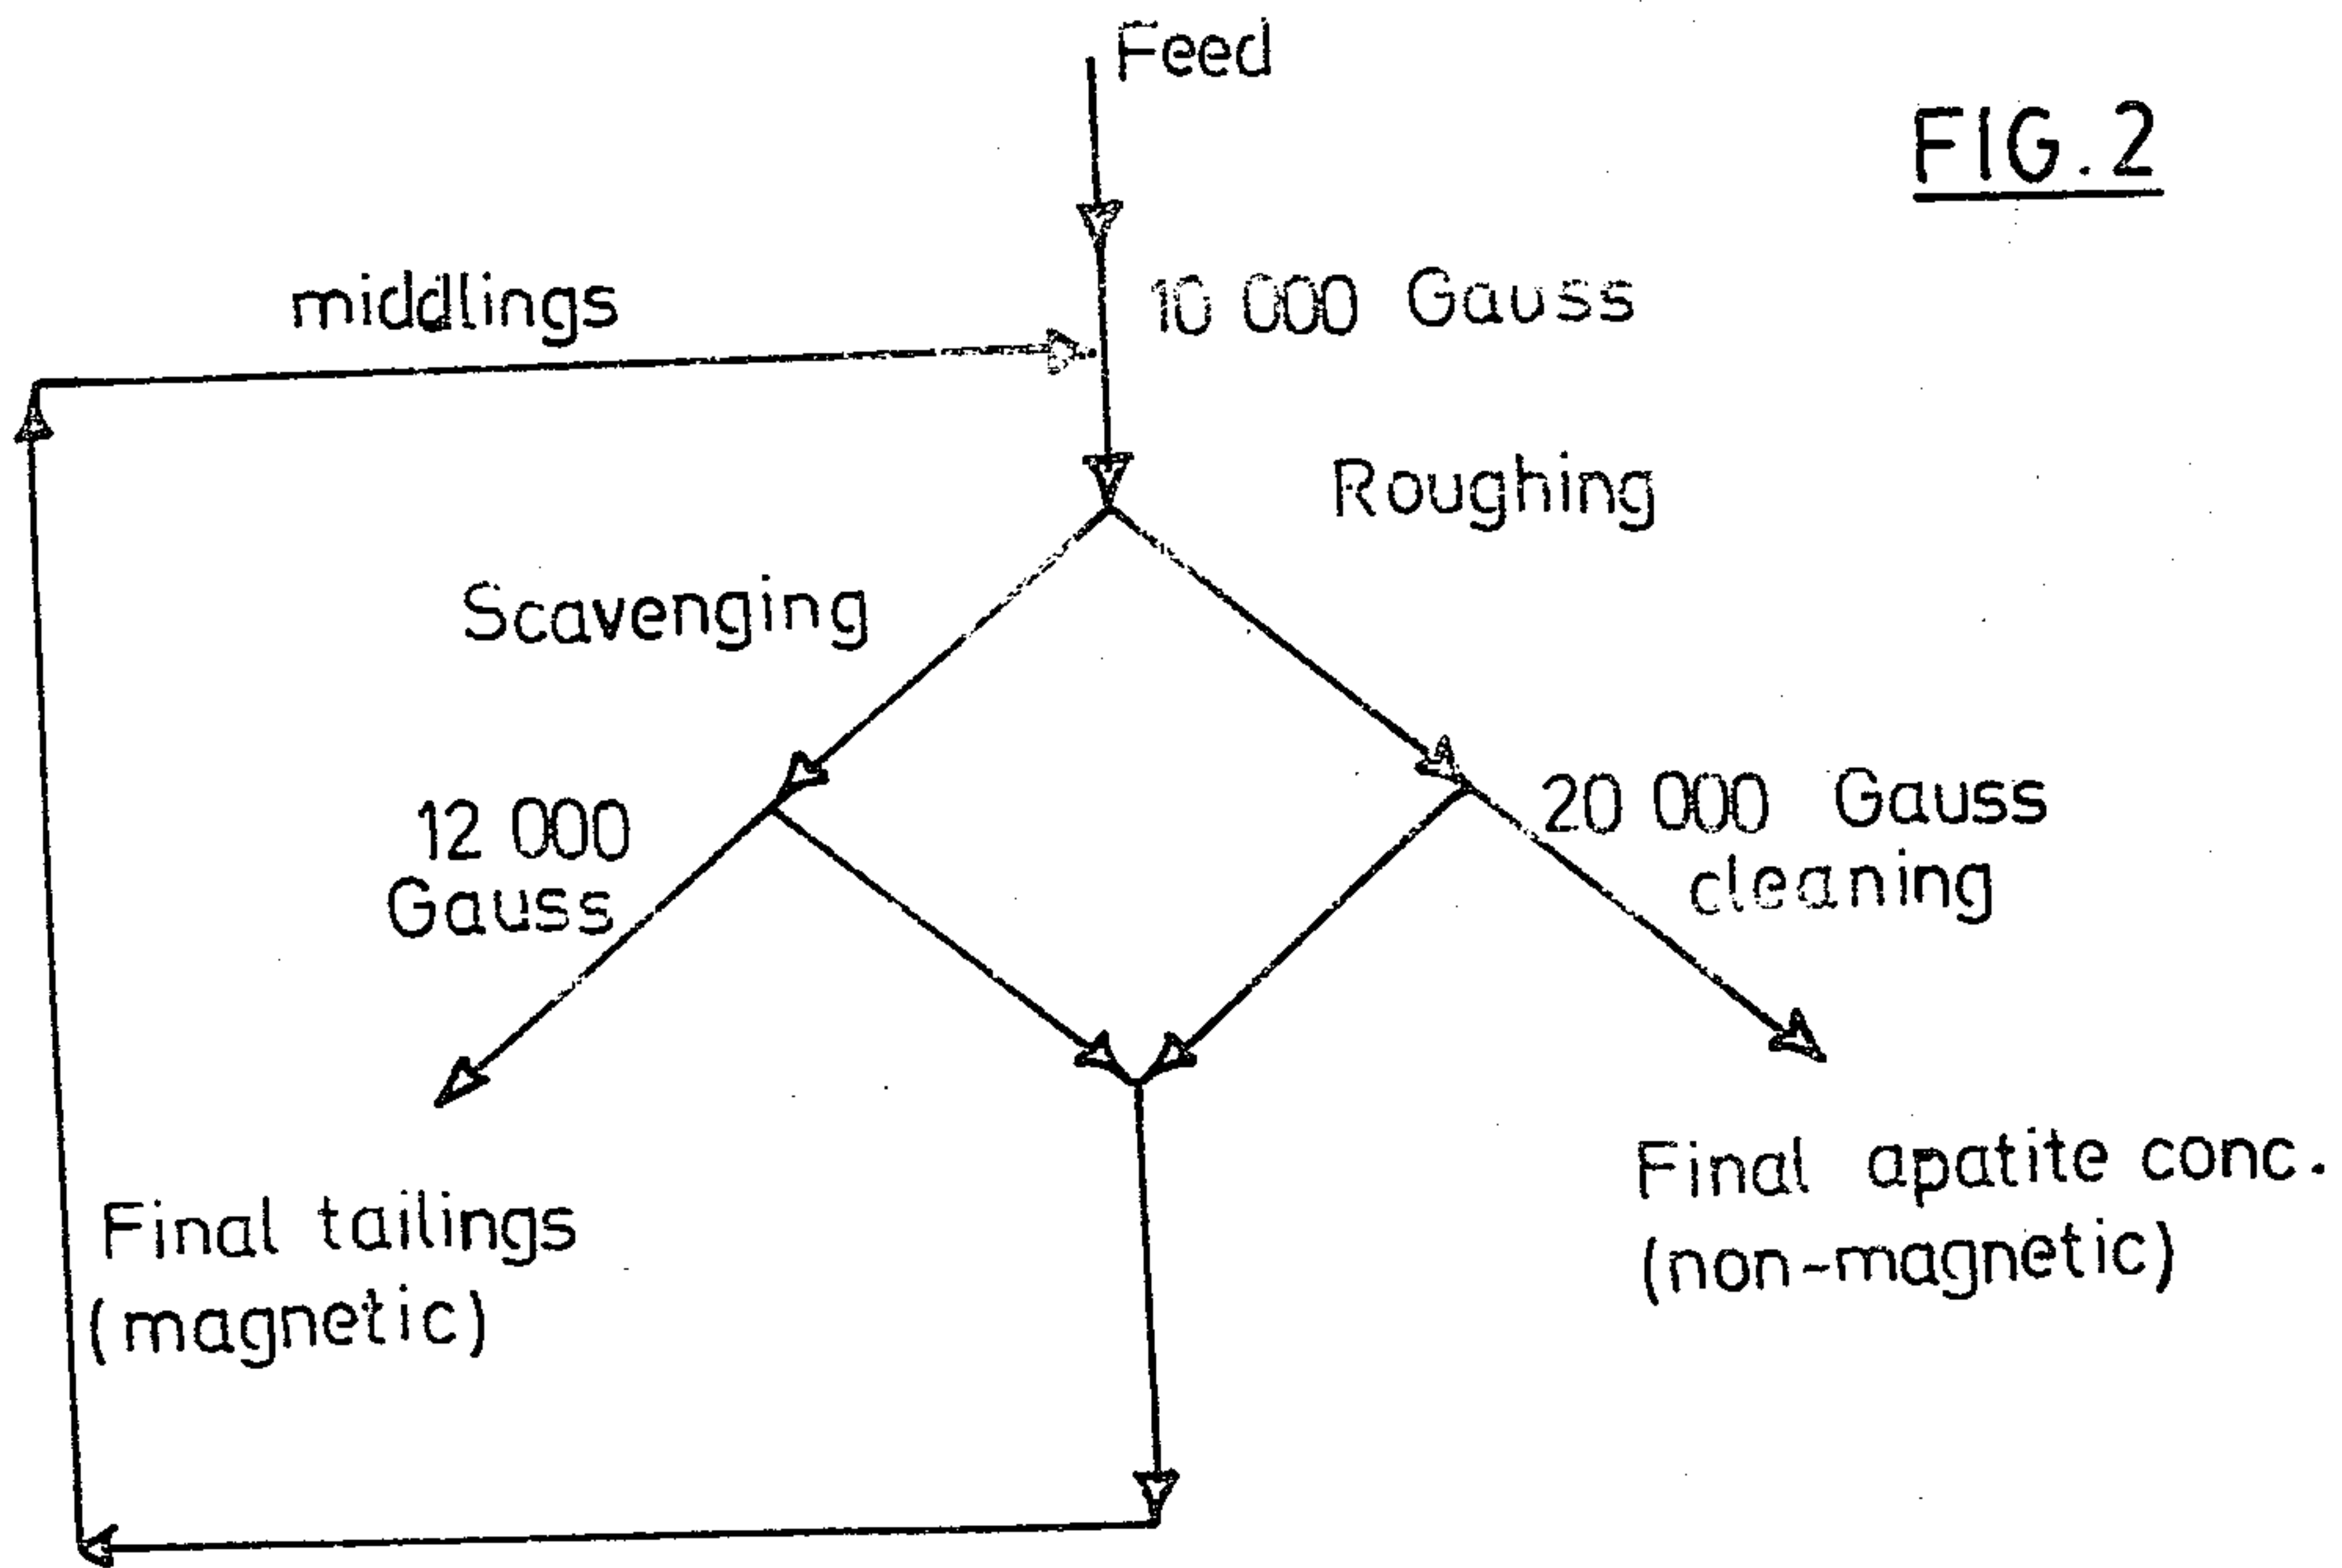 Feed
FIG.2
middlings
10 000 Gauss
Roughing
Scavenging
12 000
Gauss
20 000 Gauss
cleaning
Final tailings
(magnetic)
Final apatite conc.
(non-magnetic)